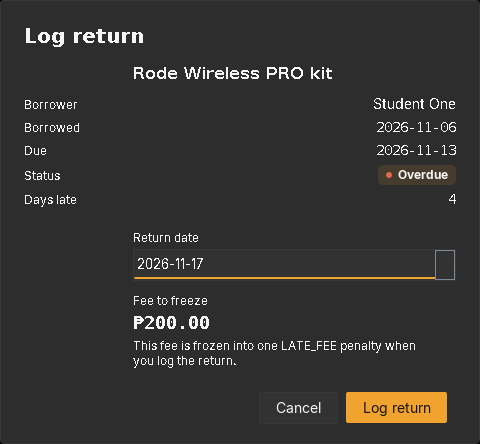 Log return
Rode Wireless PRO kit
Borrower Student One
Borrowed 2026-11-06
Due 2026-11-13
Status Overdue
Days late 4
Return date
2026-11-17
Fee to freeze
₱200.00
This fee is frozen into one LATE_FEE penalty when
you log the return.
Cancel Log return